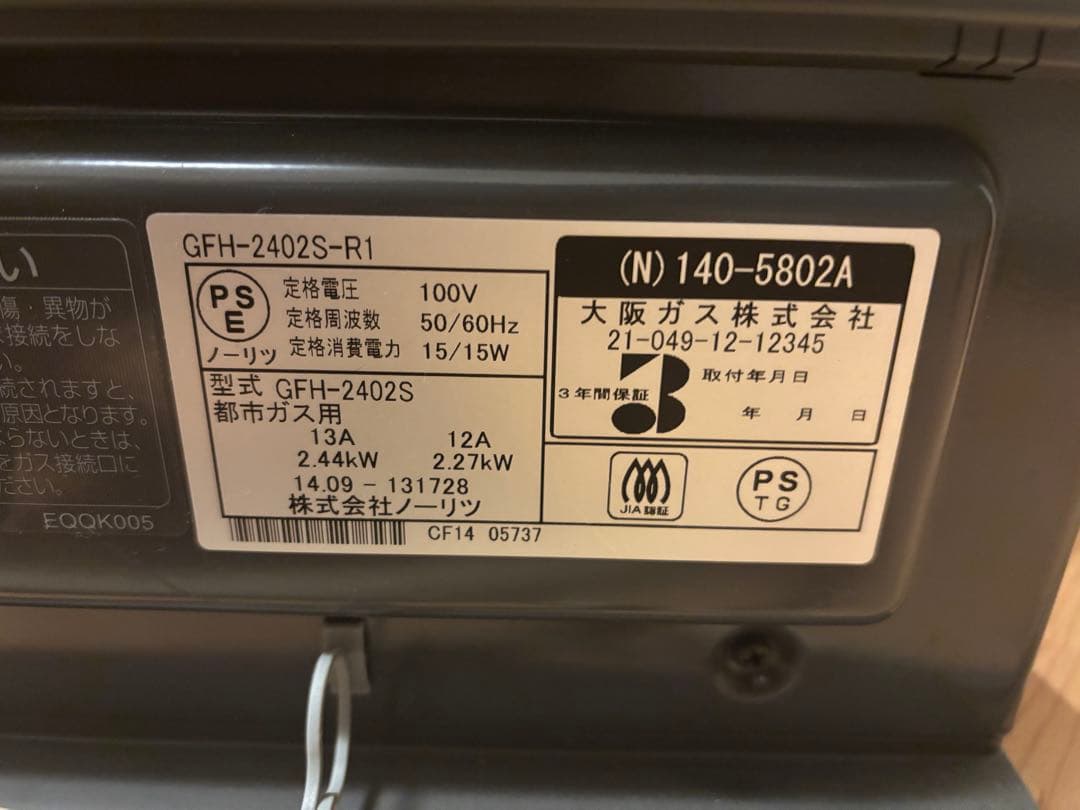 い
傷・異物が
接続をしな
い。
続されますと、
原因となります。
らないときは、
をガス接続口に
ださい。
EQQK005
GFH-2402S-R1
PS
E
ノーリツ
定格電圧 100V
定格周波数 50/60Hz
定格消費電力 15/15W
型式 GFH-2402S
都市ガス用
13A 12A
2.44kW 2.27kW
14.09 - 131728
株式会社ノーリツ
CF14 05737
(N)140-5802A
大阪ガス株式会社
21-049-12-12345
3年間保証
取付年月日
年 月 日
JIA認証
PS
TG